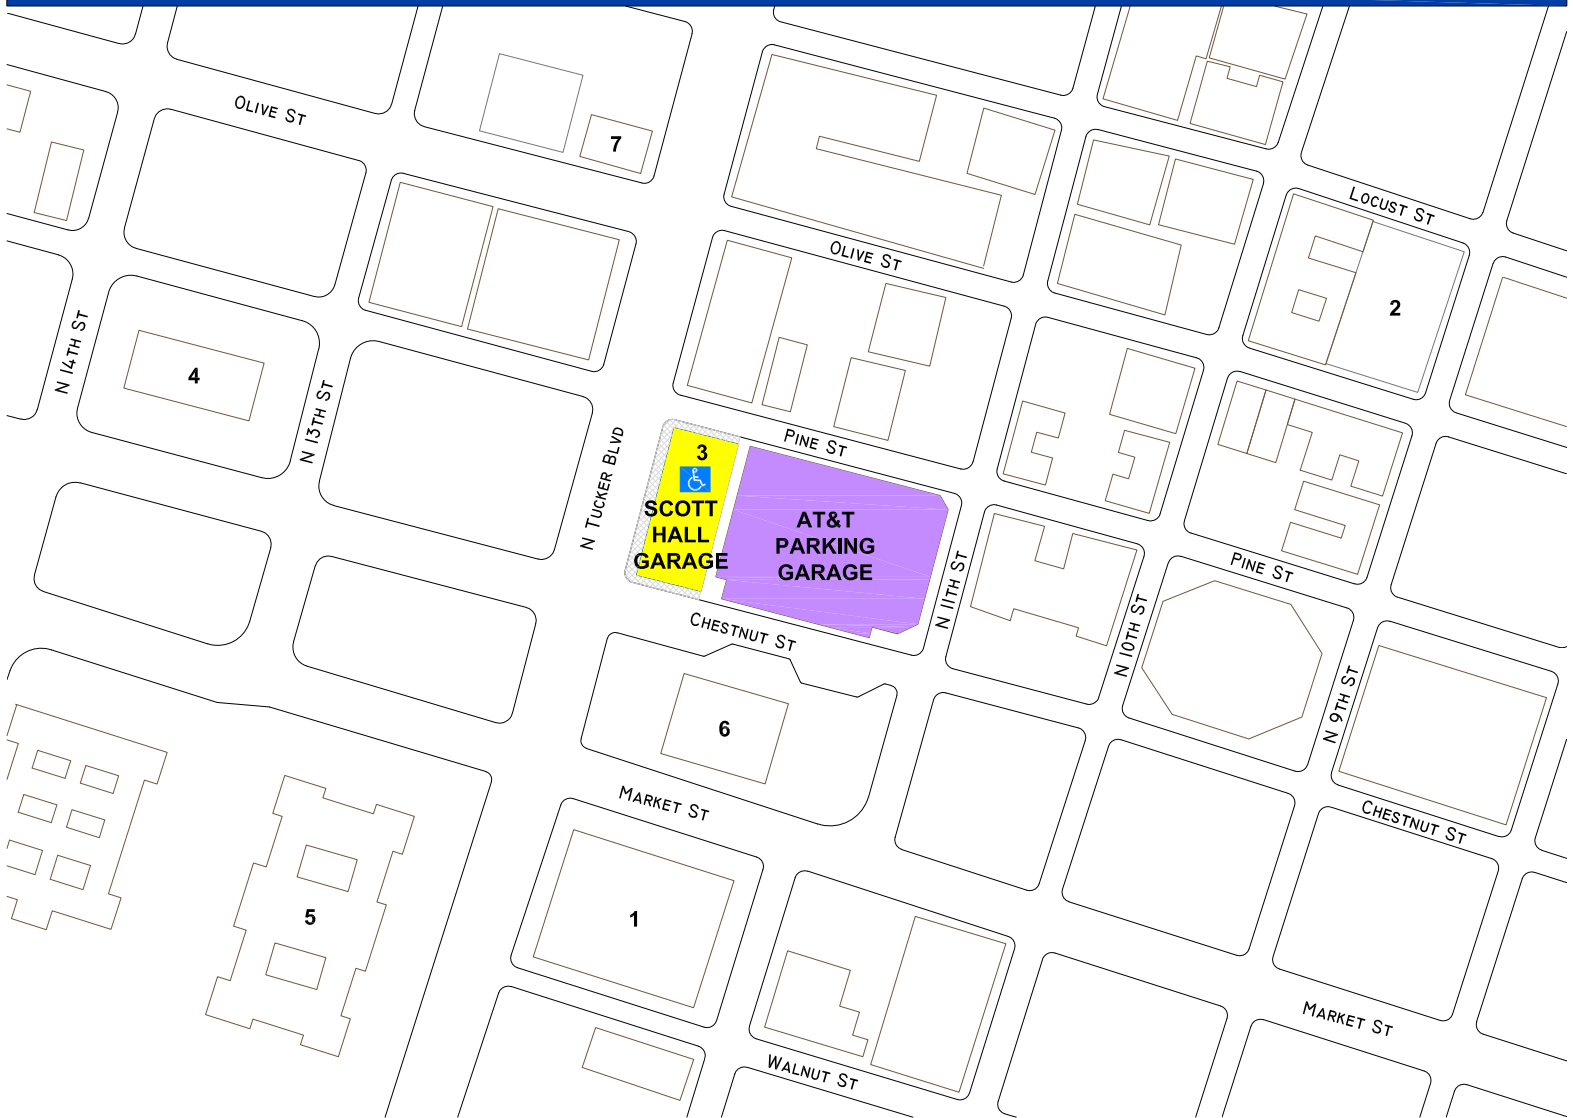 OLIVE ST
7
LOCUST ST
OLIVE ST
2
N 14TH ST
4
N 13TH ST
N TUCKER BLVD
PINE ST
3
SCOTT
HALL
GARAGE
AT&T
PARKING
GARAGE
N 11TH ST
PINE ST
CHESTNUT ST
N 10TH ST
N 9TH ST
6
MARKET ST
CHESTNUT ST
5
1
MARKET ST
WALNUT ST